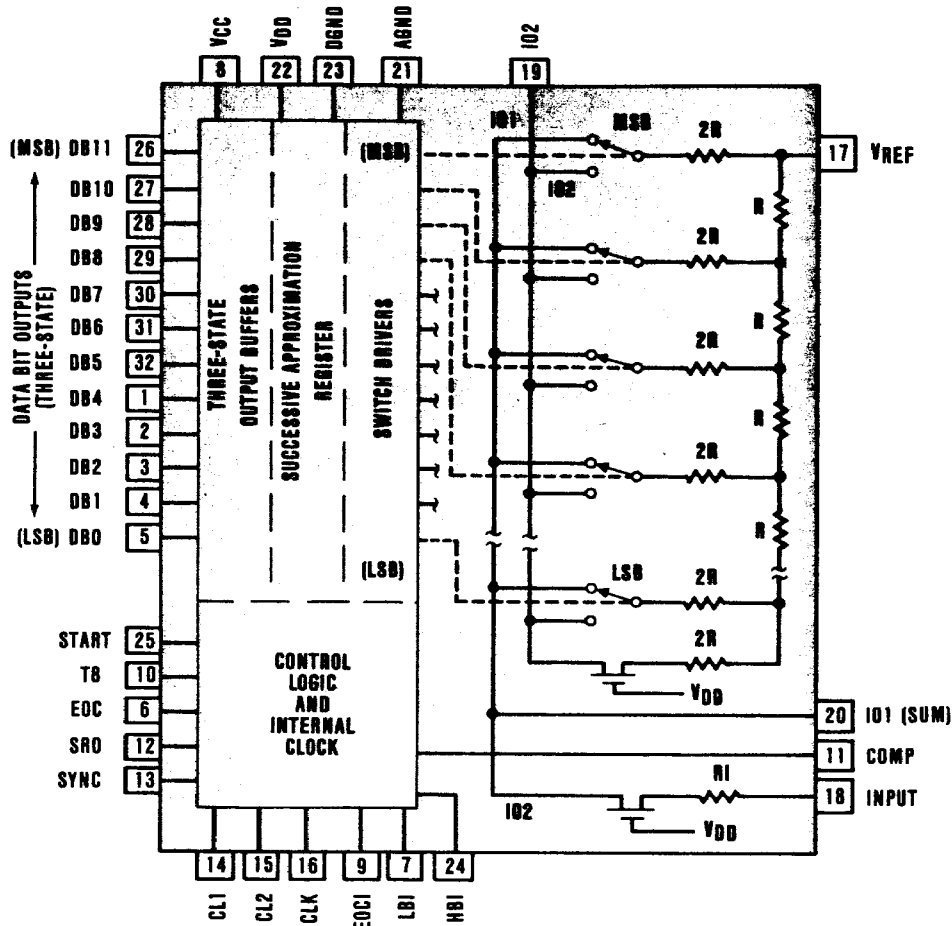 VCC
VDD
DGND
AGND
IO2
8
22
23
21
19
(MSB) DB11 26
DB10 27
DB9 28
DB8 29
DB7 30
DB6 31
DB5 32
DB4 1
DB3 2
DB2 3
DB1 4
(LSB) DB0 5
DATA BIT OUTPUTS
(THREE-STATE)
START 25
T8 10
EOC 6
SRO 12
SYNC 13
THREE-STATE
OUTPUT BUFFERS
SUCCESSIVE APPROXIMATION
REGISTER
SWITCH DRIVERS
(MSB)
(LSB)
CONTROL
LOGIC
AND
INTERNAL
CLOCK
IO1
MSB
2R
IO2
17 VREF
R
2R
R
2R
R
2R
R
LSB
2R
2R
VDD
20 IO1 (SUM)
11 COMP
RI
18 INPUT
IO2
VDD
14
15
16
9
7
24
CL1
CL2
CLK
EOCI
LBI
HBI